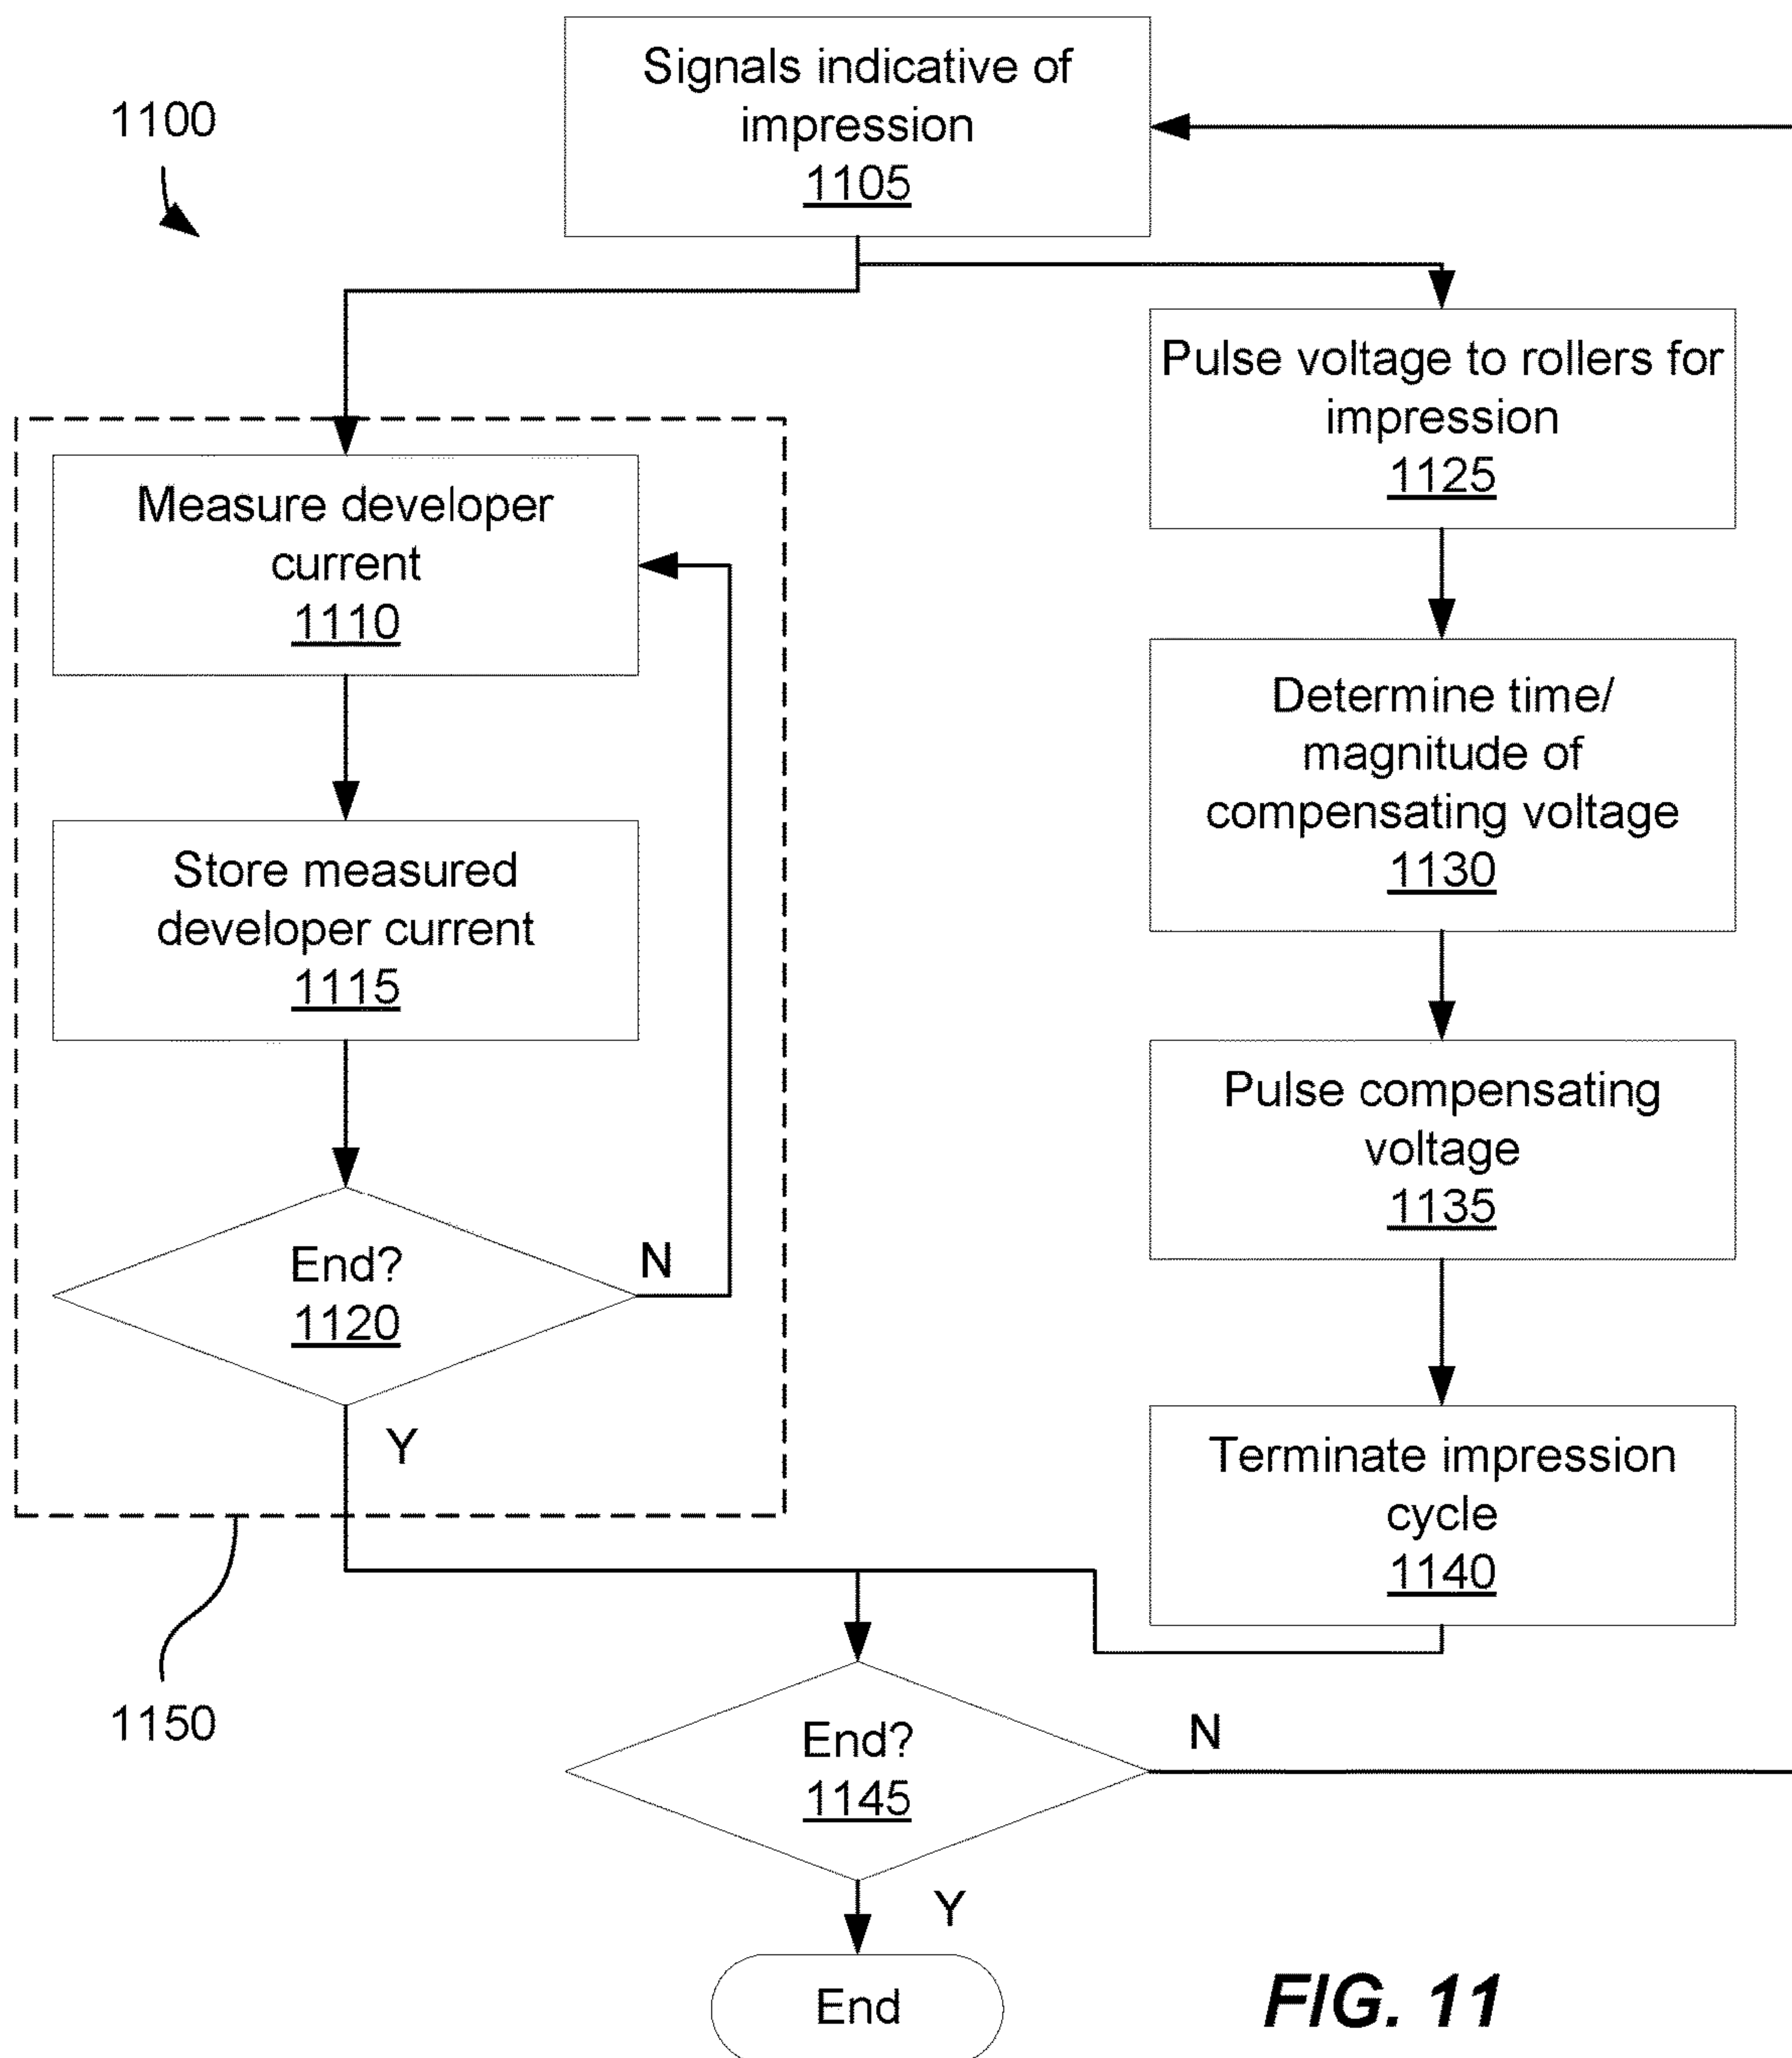 Signals indicative of
impression
1105
1100
Pulse voltage to rollers for
impression
1125
Measure developer
current
1110
Determine time/
magnitude of
compensating voltage
1130
Store measured
developer current
1115
Pulse compensating
voltage
1135
End?
1120
N
Y
Terminate impression
cycle
1140
1150
End?
1145
N
Y
End
FIG. 11